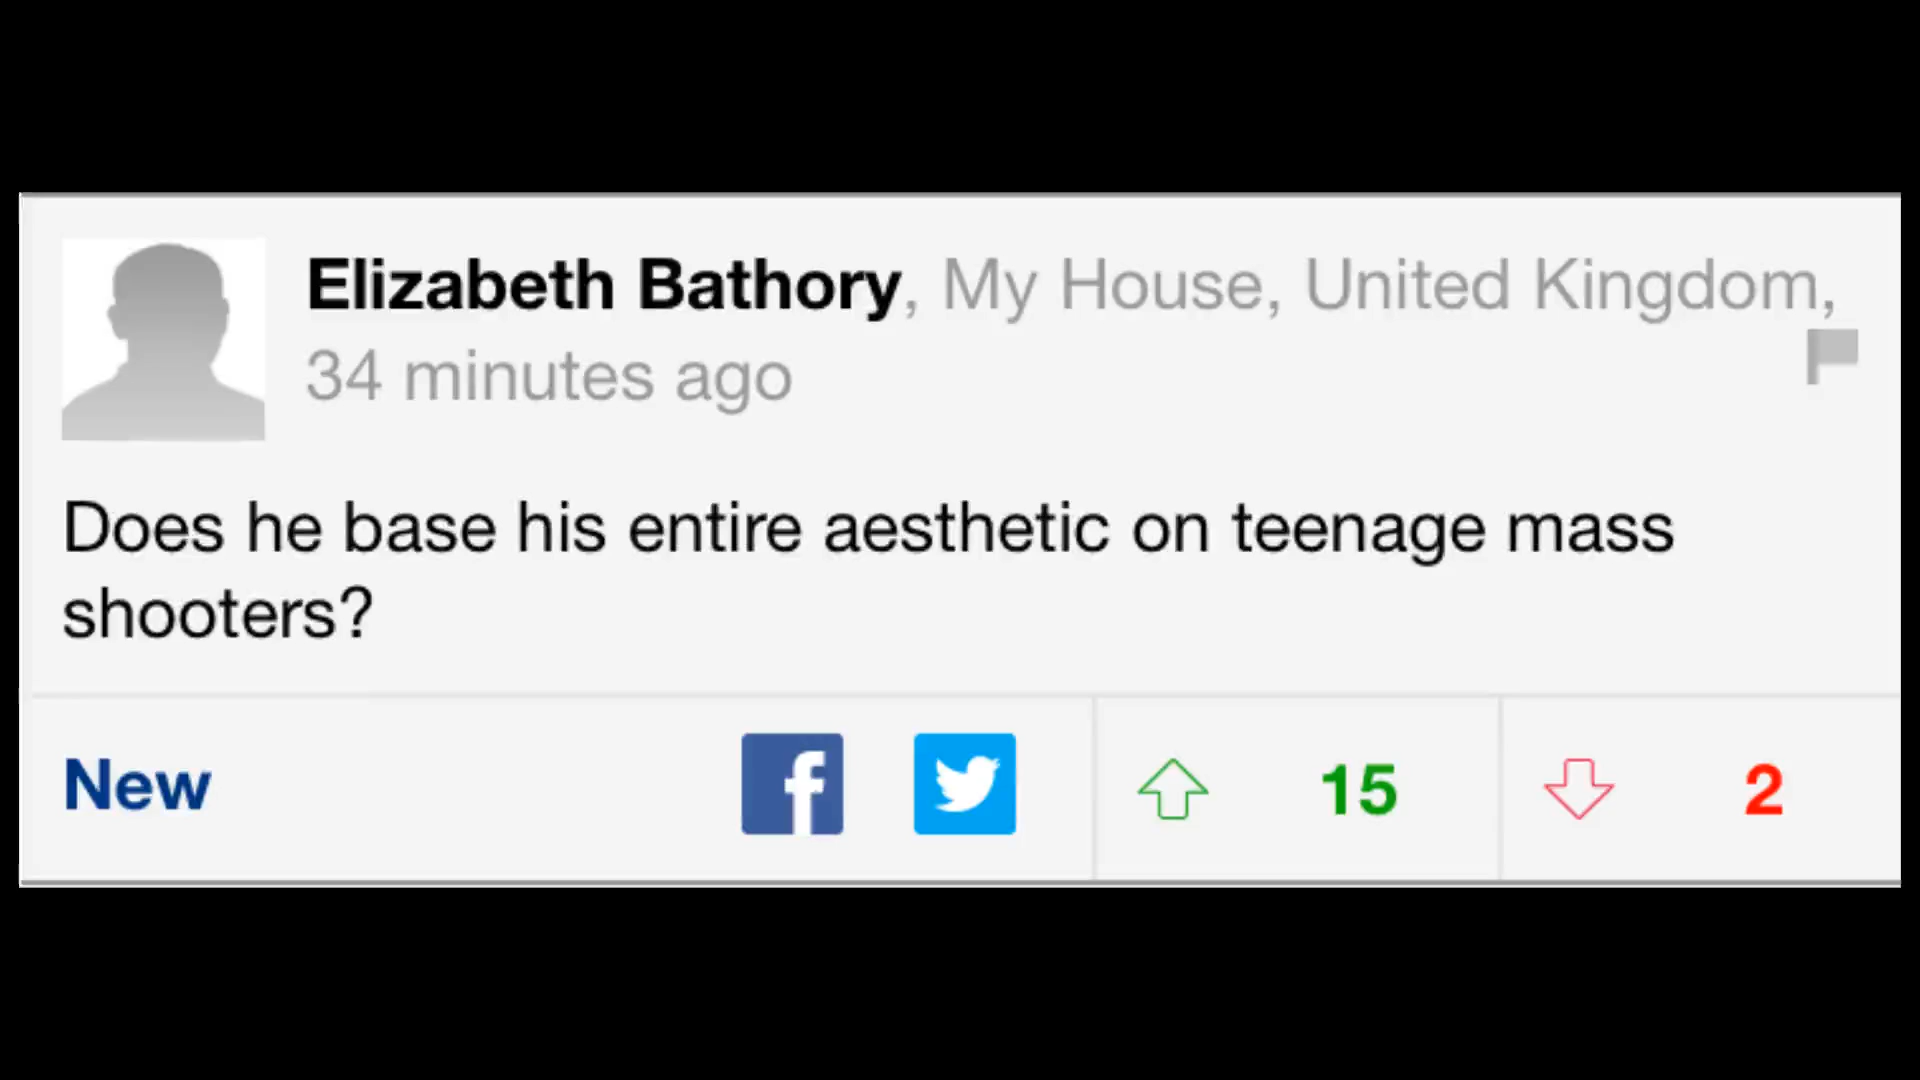 Elizabeth Bathory, My House, United Kingdom,
34 minutes ago
Does he base his entire aesthetic on teenage mass
shooters?
New 15 2